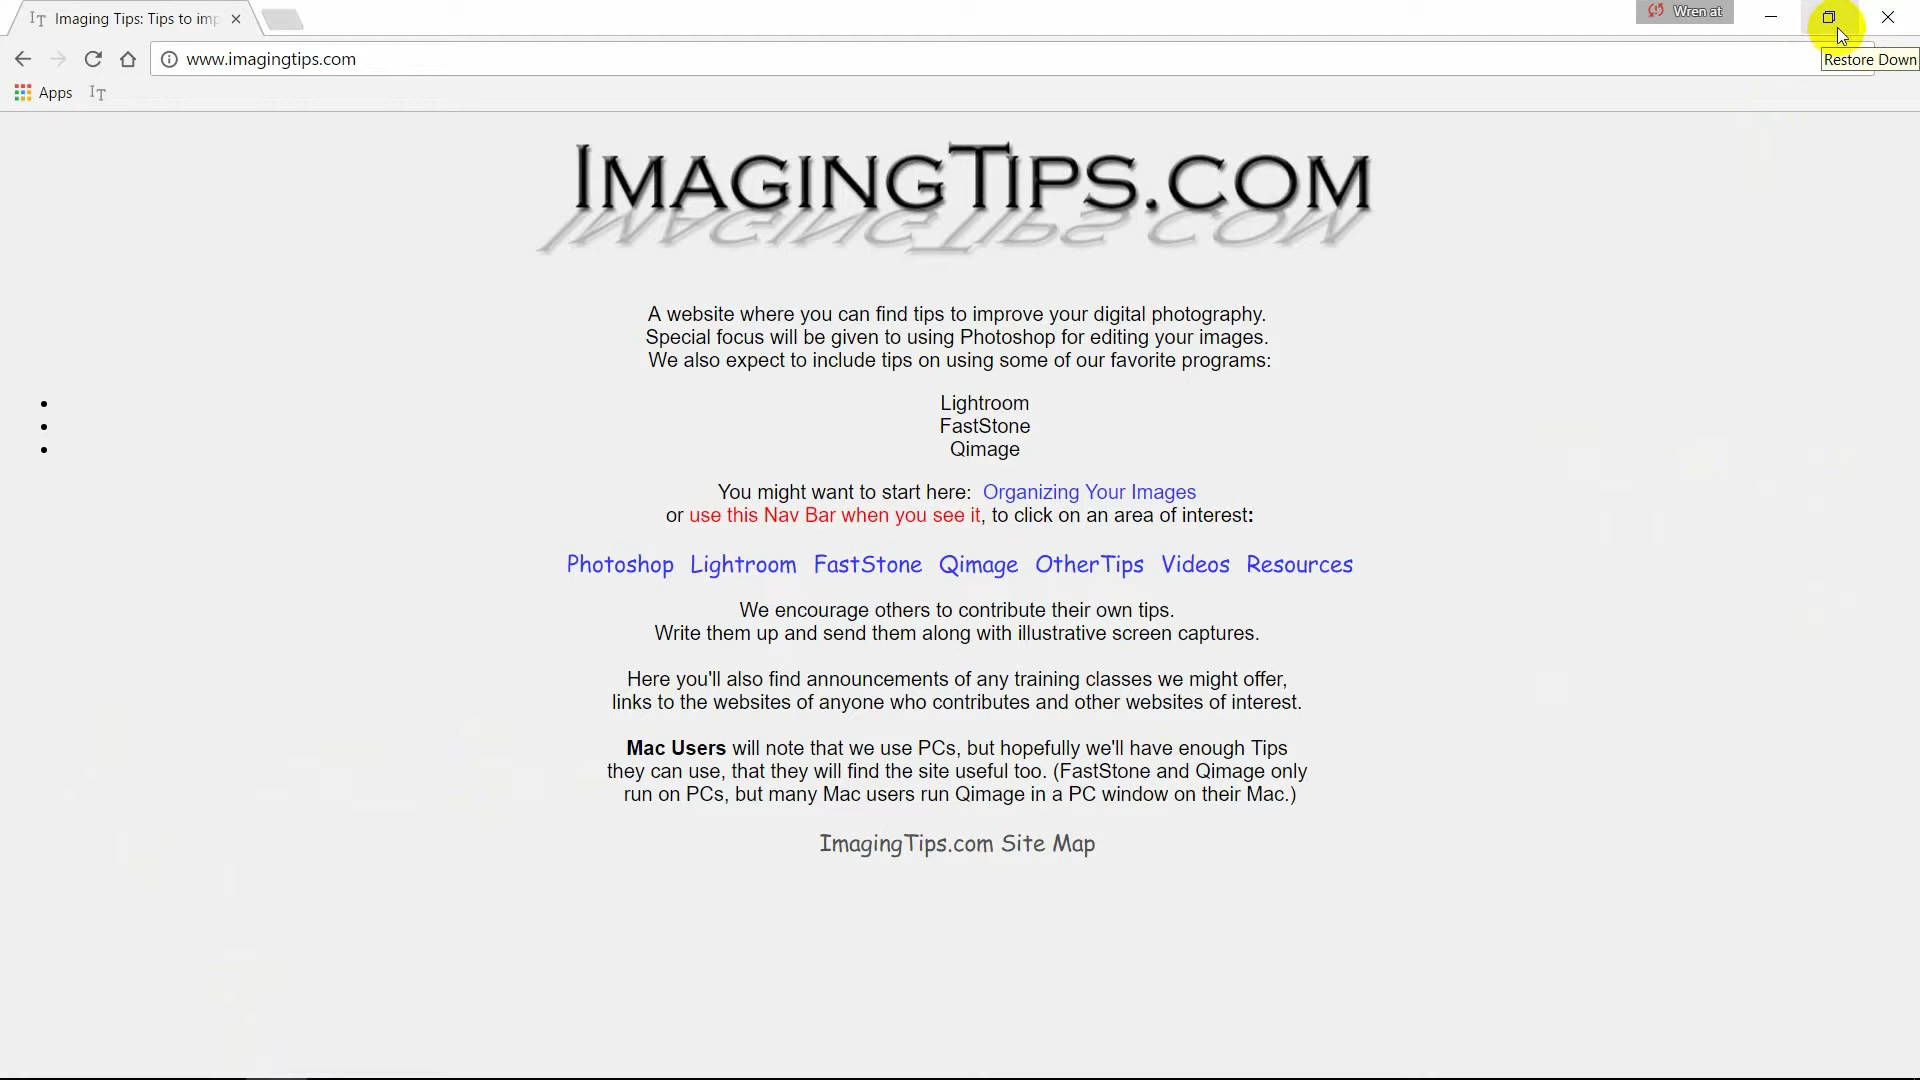 IT Imaging Tips: Tips to imp
Wren at
www.imagingtips.com
Restore Down
Apps IT
IMAGINGTIPS.COM
A website where you can find tips to improve your digital photography.
Special focus will be given to using Photoshop for editing your images.
We also expect to include tips on using some of our favorite programs:
• Lightroom
• FastStone
• Qimage
You might want to start here: Organizing Your Images
or use this Nav Bar when you see it, to click on an area of interest:
Photoshop Lightroom FastStone Qimage OtherTips Videos Resources
We encourage others to contribute their own tips.
Write them up and send them along with illustrative screen captures.
Here you'll also find announcements of any training classes we might offer,
links to the websites of anyone who contributes and other websites of interest.
Mac Users will note that we use PCs, but hopefully we'll have enough Tips
they can use, that they will find the site useful too. (FastStone and Qimage only
run on PCs, but many Mac users run Qimage in a PC window on their Mac.)
ImagingTips.com Site Map